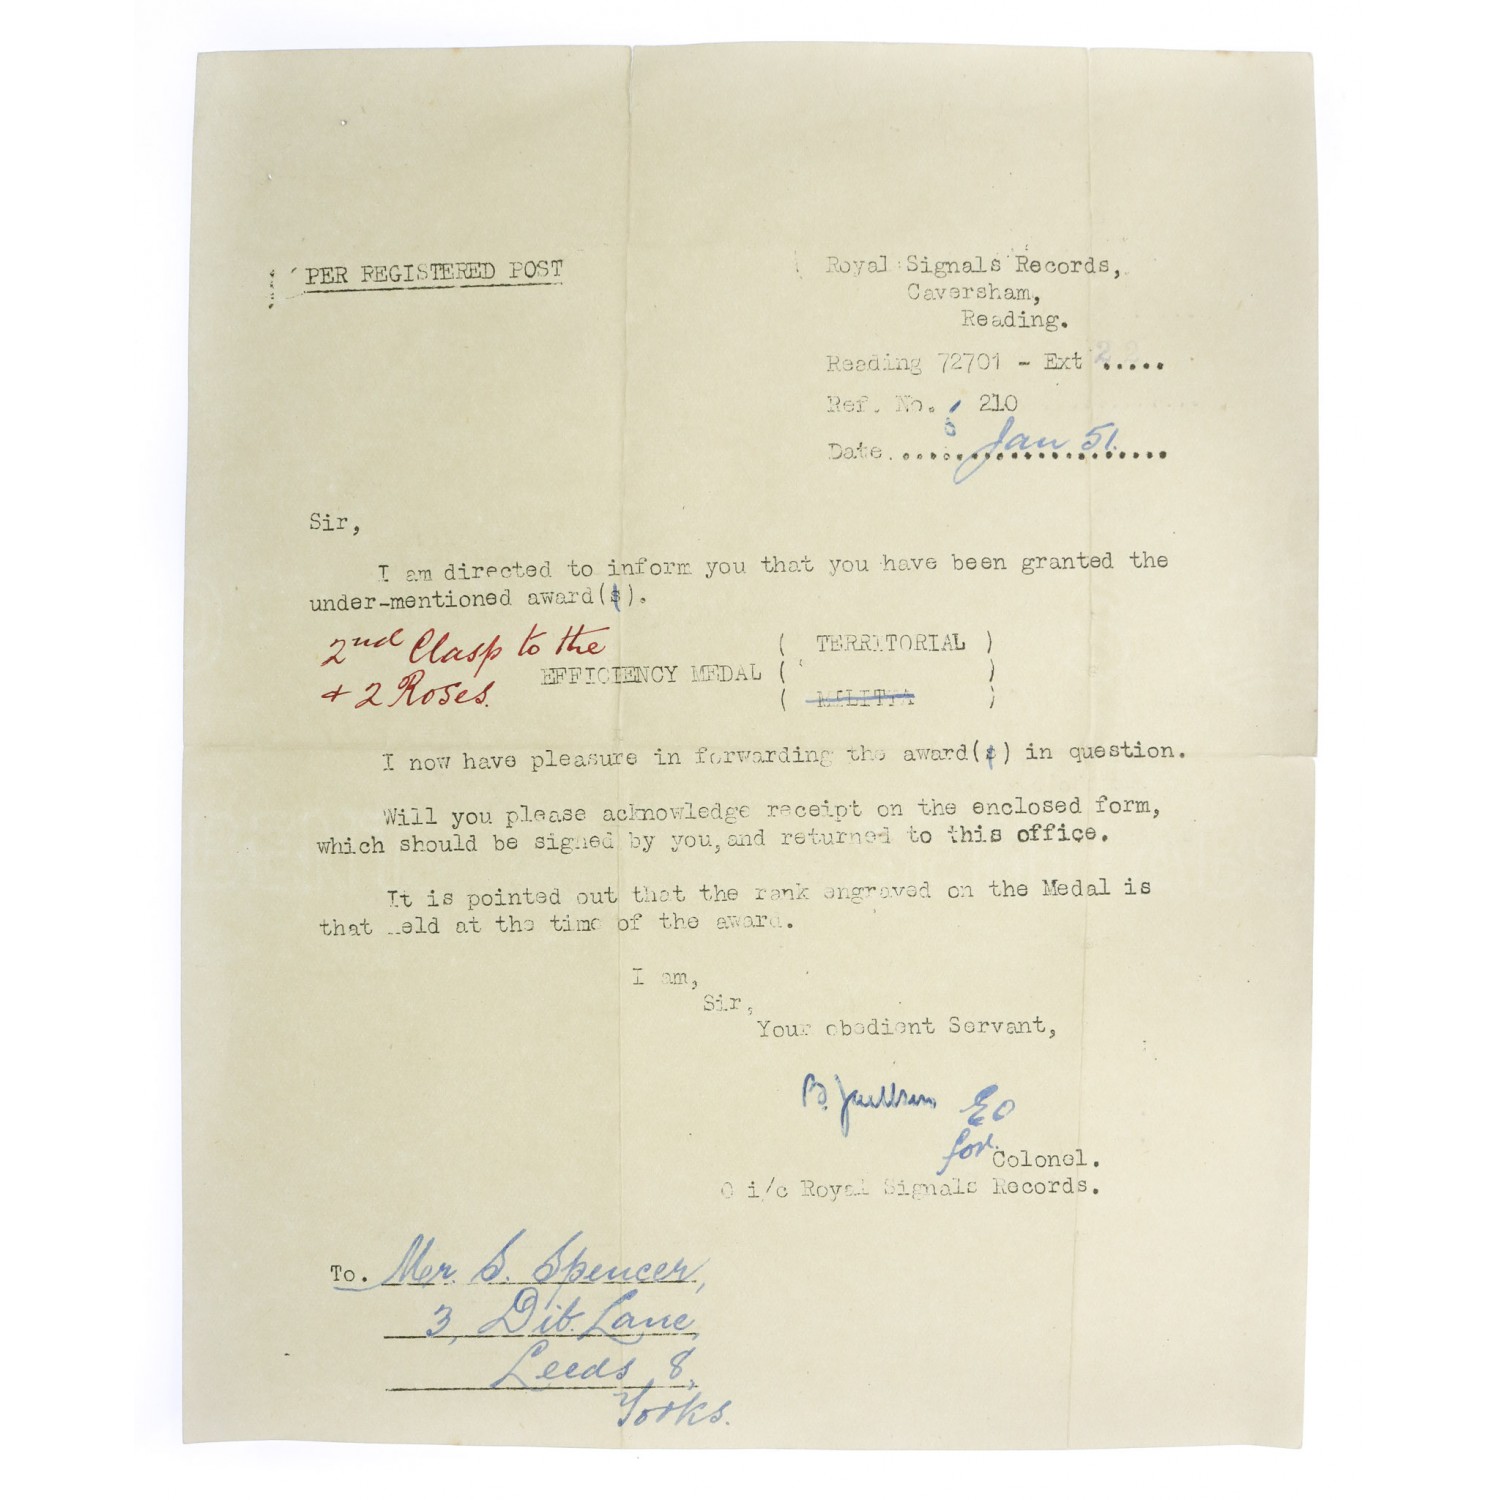 PER REGISTERED POST
Royal Signals Records,
Caversham,
Reading.
Reading 72701 - Ext 22.....
Ref. No. 210
Date. 8 Jan 51.
Sir,
I am directed to inform you that you have been granted the
under-mentioned award(s).
2nd Clasp to the
( TERRITORIAL )
EFFICIENCY MEDAL ( )
+ 2 Roses.
( MILITIA )
I now have pleasure in forwarding the award(s) in question.
Will you please acknowledge receipt on the enclosed form,
which should be signed by you, and returned to this office.
It is pointed out that the rank engraved on the Medal is
that held at the time of the award.
I am,
Sir,
Your obedient Servant,
B. Jackson EO
for Colonel.
O i/c Royal Signals Records.
To. Mr. S. Spencer,
3, Dib Lane,
Leeds 8,
Yorks.